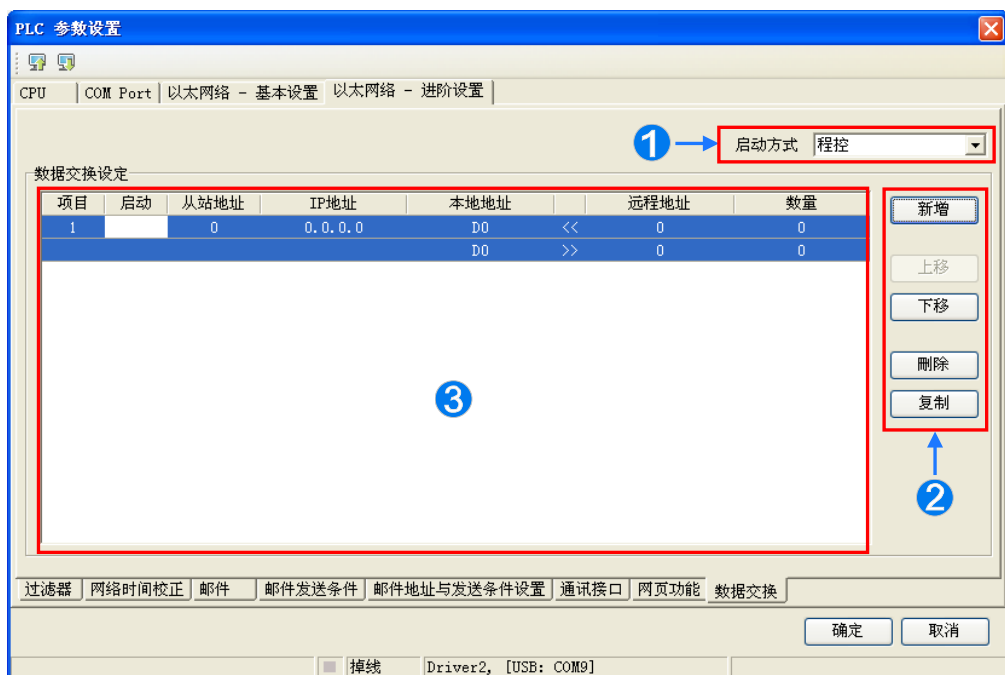 PLC 参数设置
CPU COM Port 以太网络 - 基本设置 以太网络 - 进阶设置
1 启动方式 程控
数据交换设定
项目 启动 从站地址 IP地址 本地地址 远程地址 数量
1 0 0.0.0.0 D0 << 0 0
D0 >> 0 0
新增
上移
下移
删除
复制
3
2
过滤器 网络时间校正 邮件 邮件发送条件 邮件地址与发送条件设置 通讯接口 网页功能 数据交换
确定 取消
掉线 Driver2, [USB: COM9]